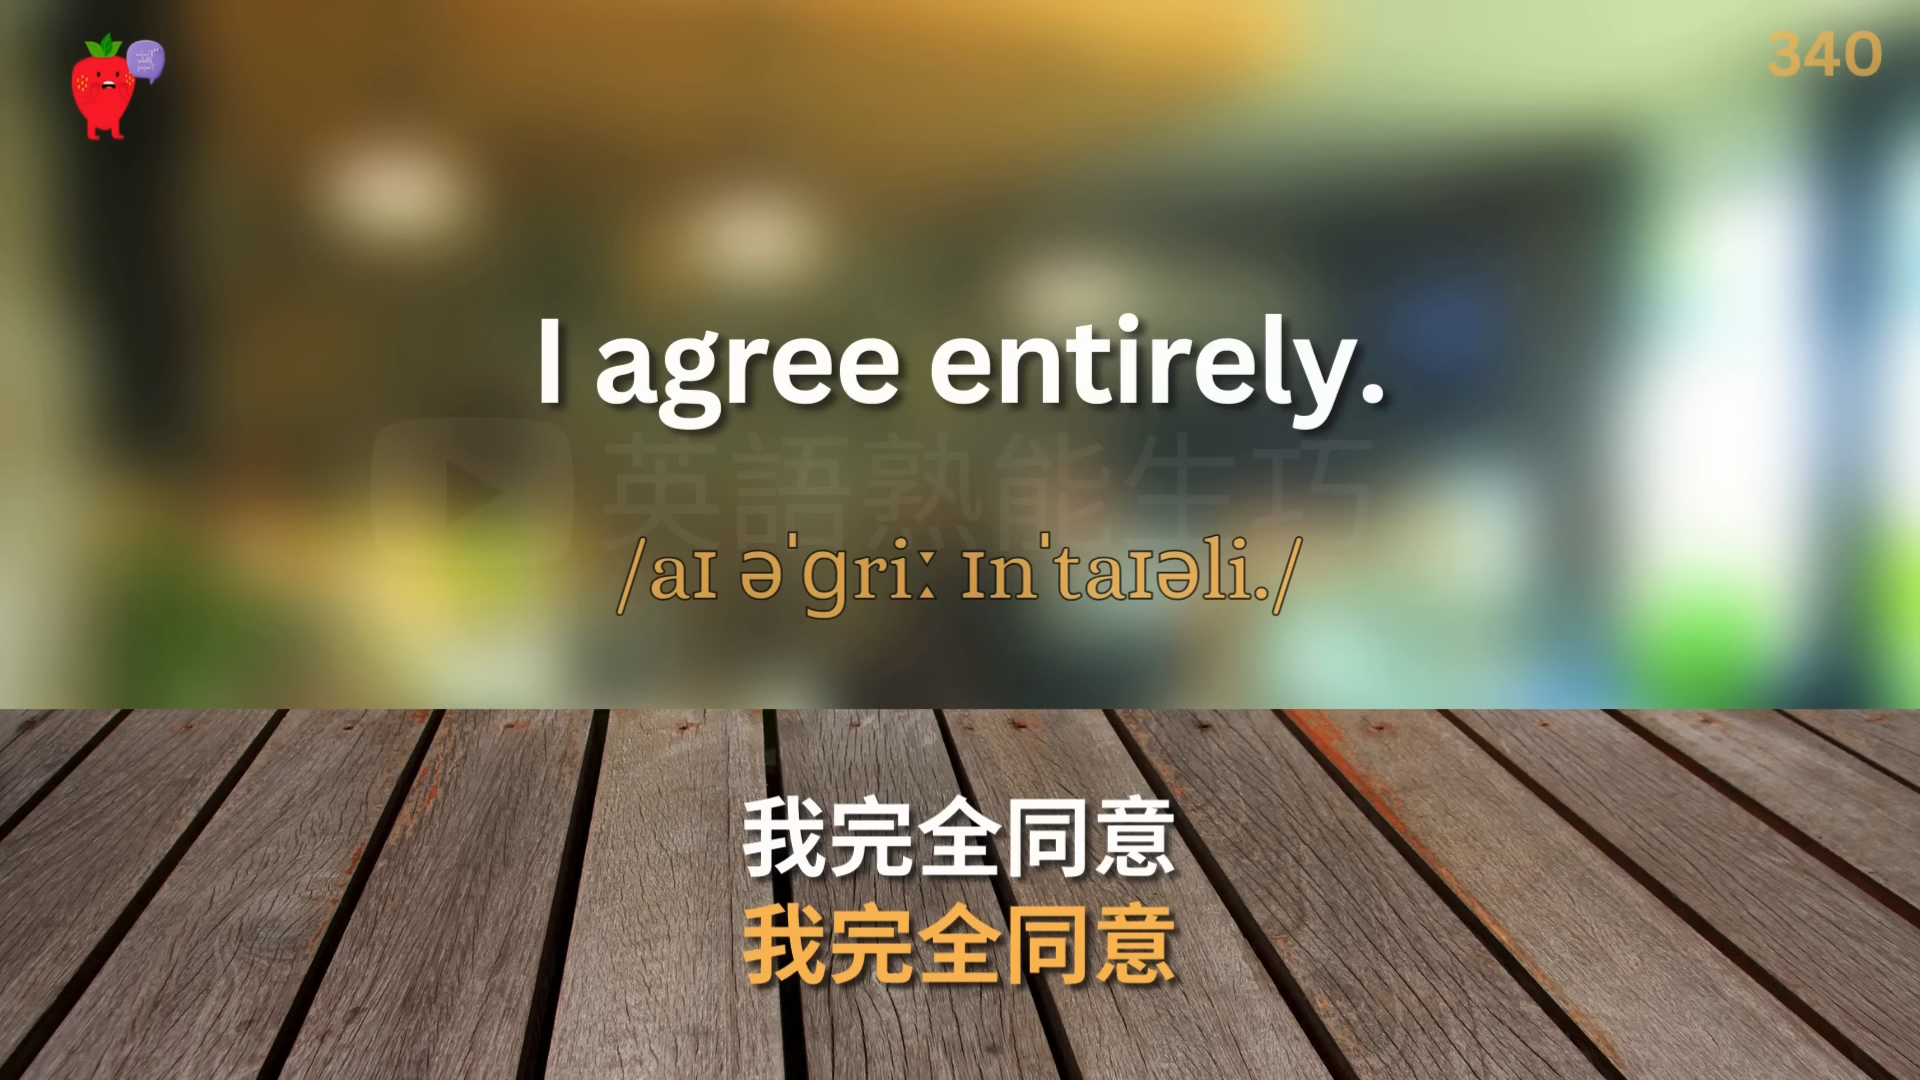 340
I agree entirely.
英語熟能生巧
/aɪ əˈɡriː ɪnˈtaɪəli./
我完全同意
我完全同意